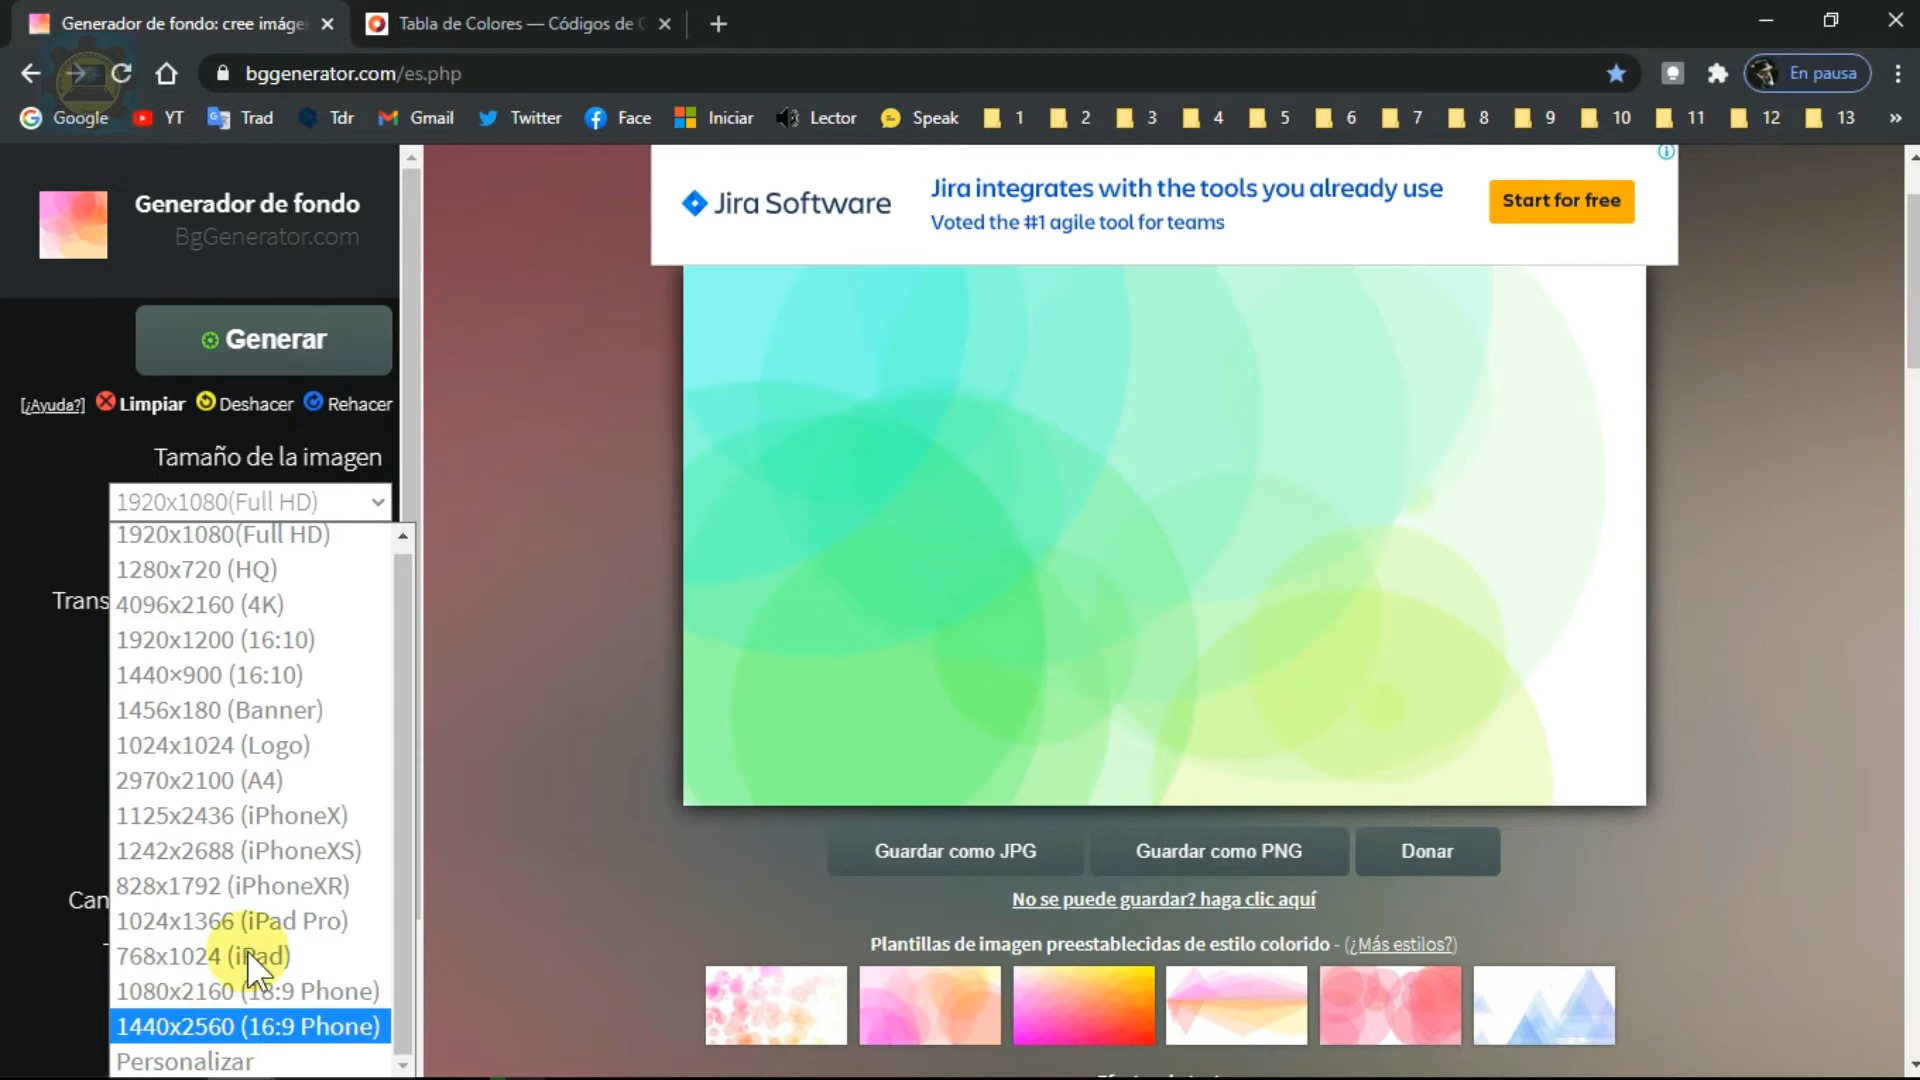 Generador de fondo: cree imáge
Tabla de Colores — Códigos de C
bggenerator.com/es.php
En pausa
Google YT Trad Tdr Gmail Twitter Face Iniciar Lector Speak 1 2 3 4 5 6 7 8 9 10 11 12 13 »
Generador de fondo
BgGenerator.com
Generar
[¿Ayuda?] Limpiar Deshacer Rehacer
Tamaño de la imagen
1920x1080(Full HD)
1920x1080(Full HD)
1280x720 (HQ)
Trans
4096x2160 (4K)
1920x1200 (16:10)
1440×900 (16:10)
1456x180 (Banner)
1024x1024 (Logo)
2970x2100 (A4)
1125x2436 (iPhoneX)
1242x2688 (iPhoneXS)
828x1792 (iPhoneXR)
Can
1024x1366 (iPad Pro)
768x1024 (iPad)
1080x2160 (18:9 Phone)
1440x2560 (16:9 Phone)
Personalizar
Jira Software
Jira integrates with the tools you already use
Voted the #1 agile tool for teams
Start for free
Guardar como JPG
Guardar como PNG
Donar
No se puede guardar? haga clic aquí
Plantillas de imagen preestablecidas de estilo colorido - (¿Más estilos?)